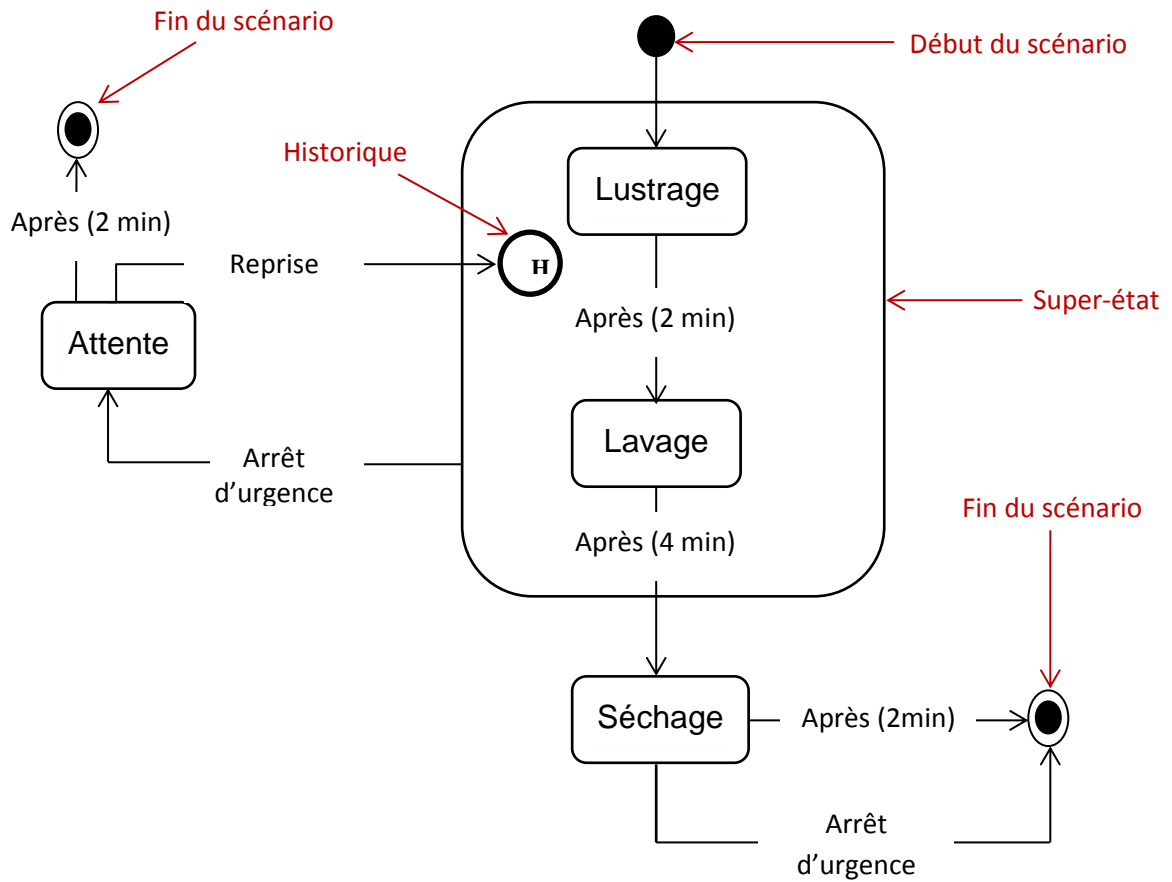 Fin du scénario
Début du scénario
Historique
Lustrage
Après (2 min)
Reprise
H
Super-état
Après (2 min)
Attente
Lavage
Arrêt
d’urgence
Fin du scénario
Après (4 min)
Séchage
Après (2min)
Arrêt
d’urgence